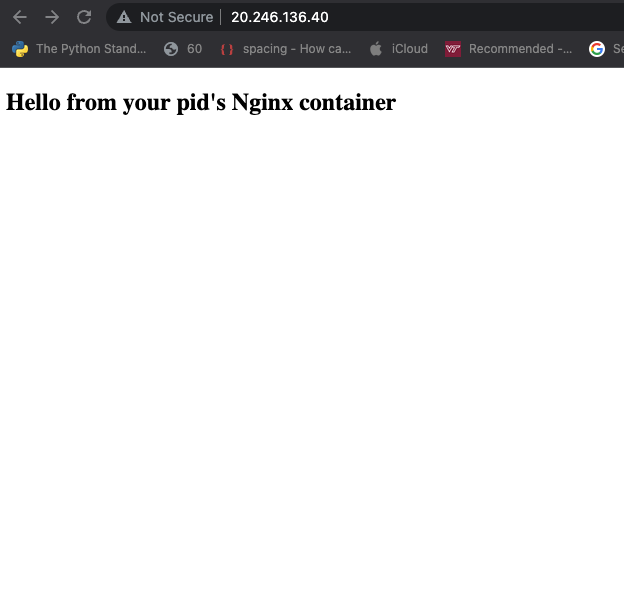 Not Secure 20.246.136.40
The Python Stand... 60 spacing - How ca... iCloud Recommended -... Se
Hello from your pid's Nginx container